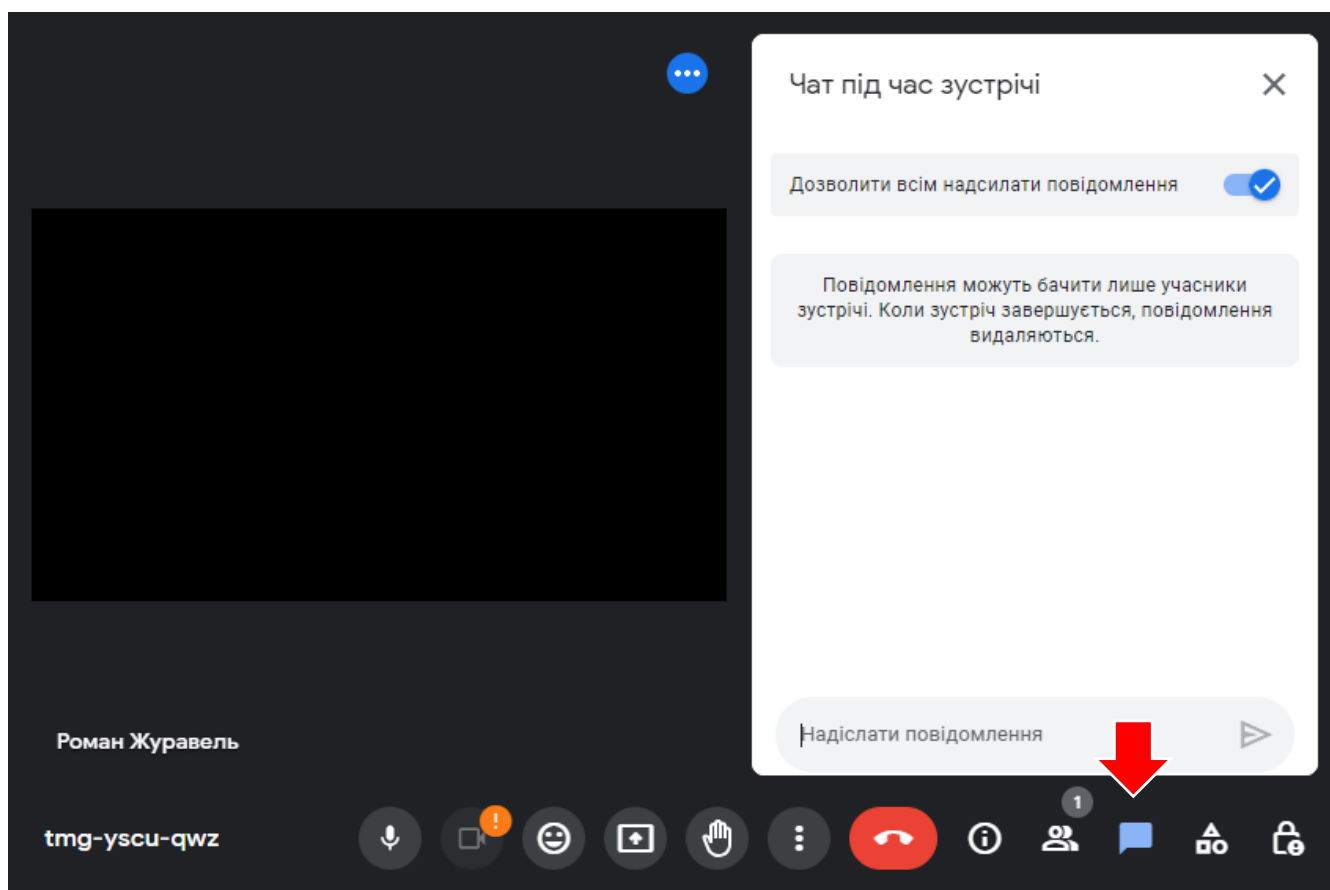 Чат під час зустрічі
Дозволити всім надсилати повідомлення
Повідомлення можуть бачити лише учасники
зустрічі. Коли зустріч завершується, повідомлення
видаляються.
Надіслати повідомлення
Роман Журавель
1
tmg-yscu-qwz
!